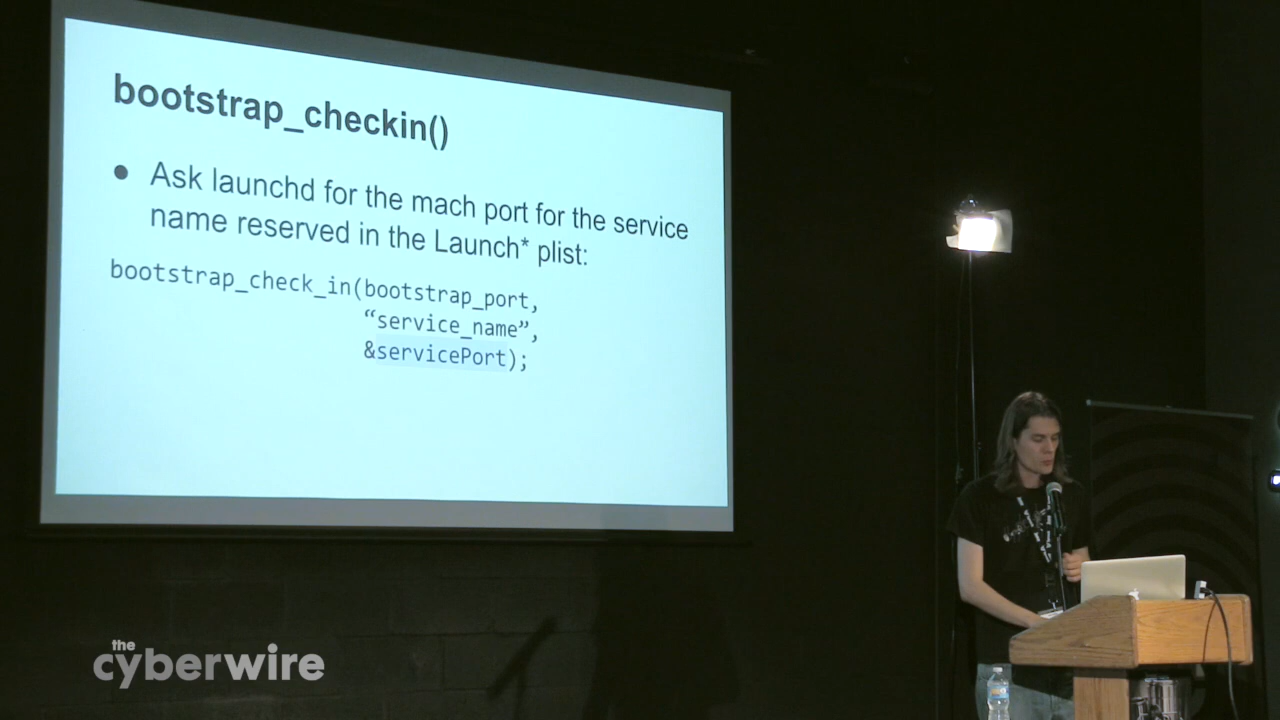 bootstrap_checkin()
● Ask launchd for the mach port for the service
name reserved in the Launch* plist:
bootstrap_check_in(bootstrap_port,
“service_name”,
&servicePort);
the
cyberwire